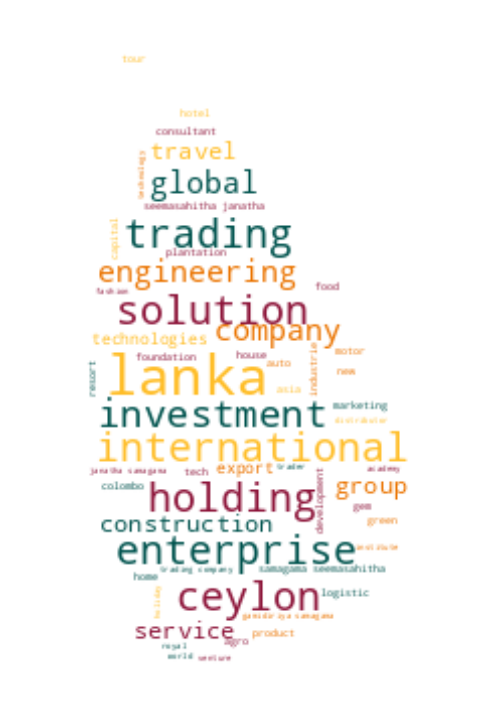 tour
hotel
consultant
travel
technology
global
seemasahitha janatha
capital
trading
plantation
engineering
fashion
food
solution
company
technologies
foundation
house
auto
industrie
motor
resort
lanka
new
asia
investment
marketing
distributor
international
janatha samagama
tech
export
trader
academy
colombo
holding
development
group
gem
construction
green
enterprise
institute
trading company
samagama seemasahitha
home
ceylon
logistic
holiday
gansdiriya samagama
service
product
agro
royal
world
venture